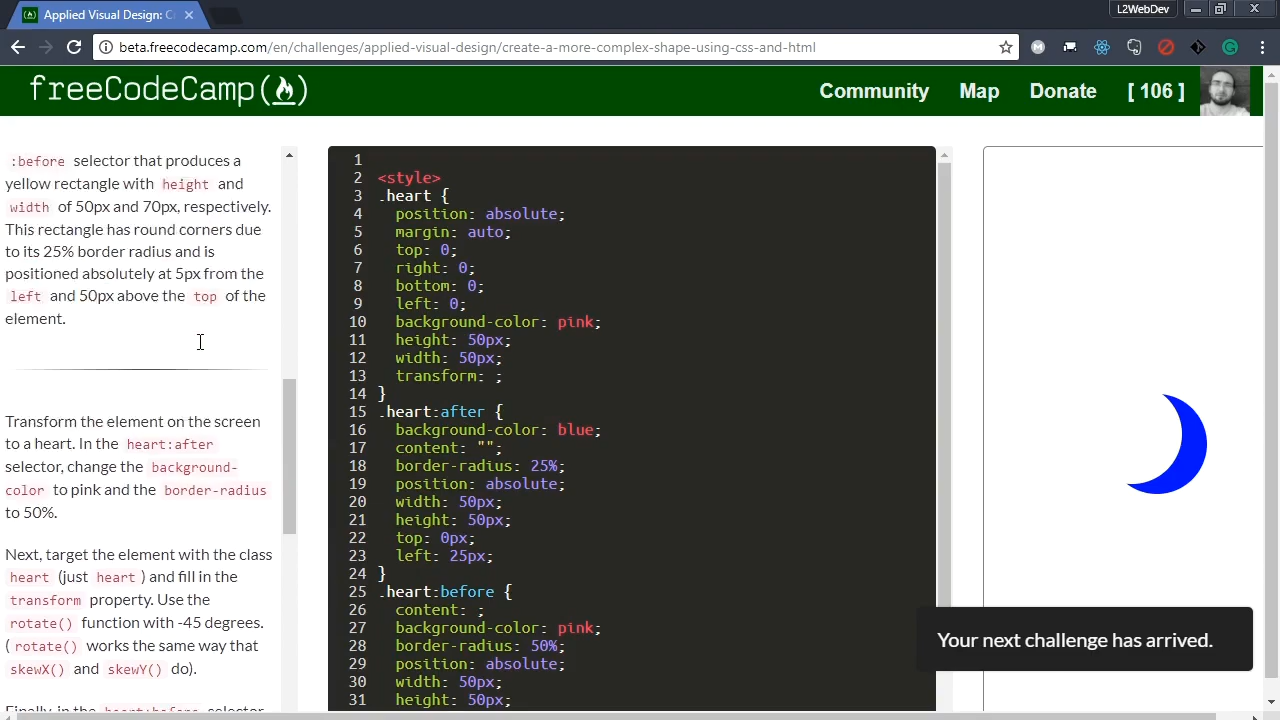 Applied Visual Design: C
L2WebDev
beta.freecodecamp.com/en/challenges/applied-visual-design/create-a-more-complex-shape-using-css-and-html
freeCodeCamp
Community
Map
Donate
[ 106 ]
:before selector that produces a
yellow rectangle with height and
width of 50px and 70px, respectively.
This rectangle has round corners due
to its 25% border radius and is
positioned absolutely at 5px from the
left and 50px above the top of the
element.
Transform the element on the screen
to a heart. In the heart:after
selector, change the background-
color to pink and the border-radius
to 50%.
Next, target the element with the class
heart (just heart ) and fill in the
transform property. Use the
rotate() function with -45 degrees.
( rotate() works the same way that
skewX() and skewY() do).
Finally, in the heart:before selector
1
2 <style>
3 .heart {
4 position: absolute;
5 margin: auto;
6 top: 0;
7 right: 0;
8 bottom: 0;
9 left: 0;
10 background-color: pink;
11 height: 50px;
12 width: 50px;
13 transform: ;
14 }
15 .heart:after {
16 background-color: blue;
17 content: "";
18 border-radius: 25%;
19 position: absolute;
20 width: 50px;
21 height: 50px;
22 top: 0px;
23 left: 25px;
24 }
25 .heart:before {
26 content: ;
27 background-color: pink;
28 border-radius: 50%;
29 position: absolute;
30 width: 50px;
31 height: 50px;
Your next challenge has arrived.